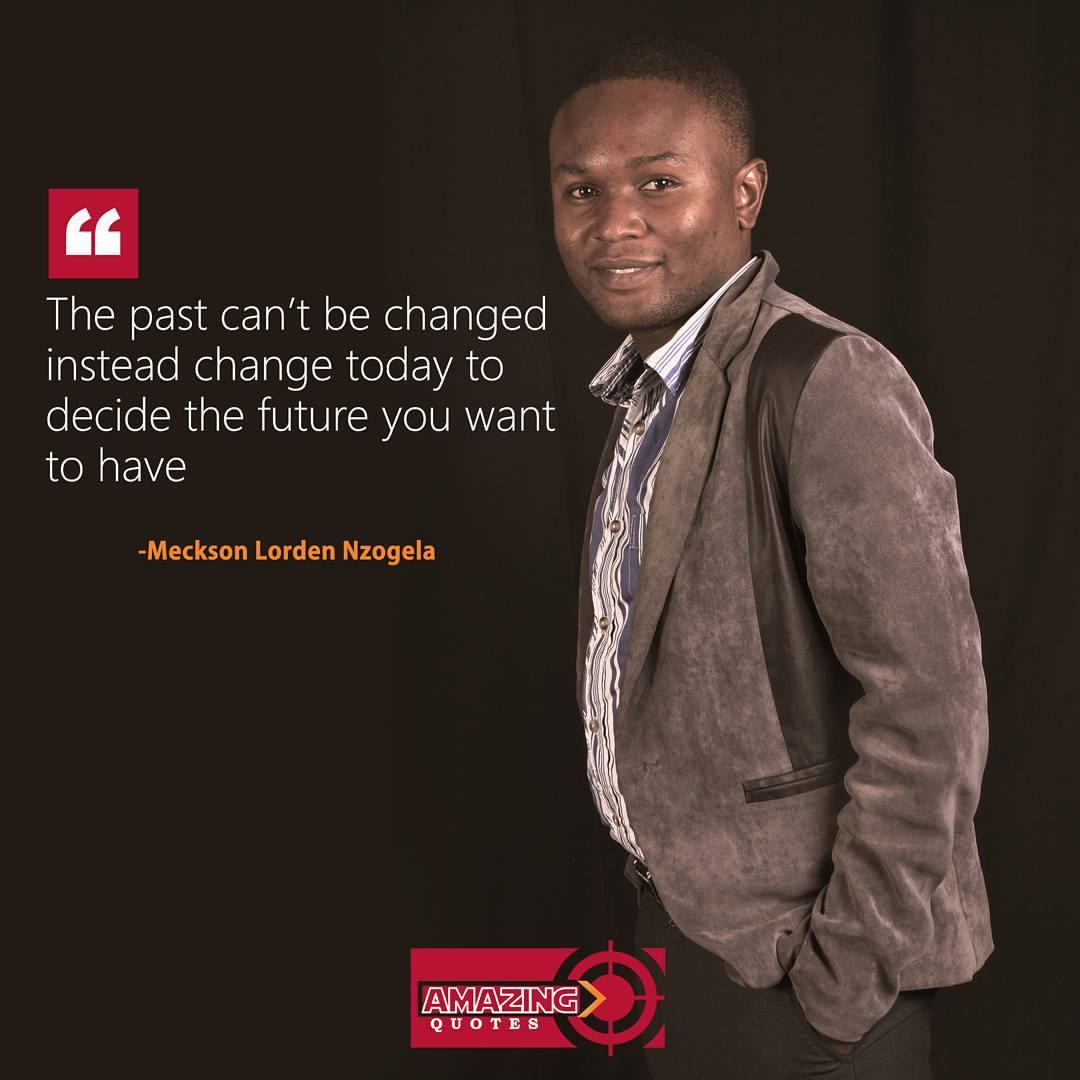 “
The past can’t be changed
instead change today to
decide the future you want
to have
-Meckson Lorden Nzogela
AMAZING
QUOTES